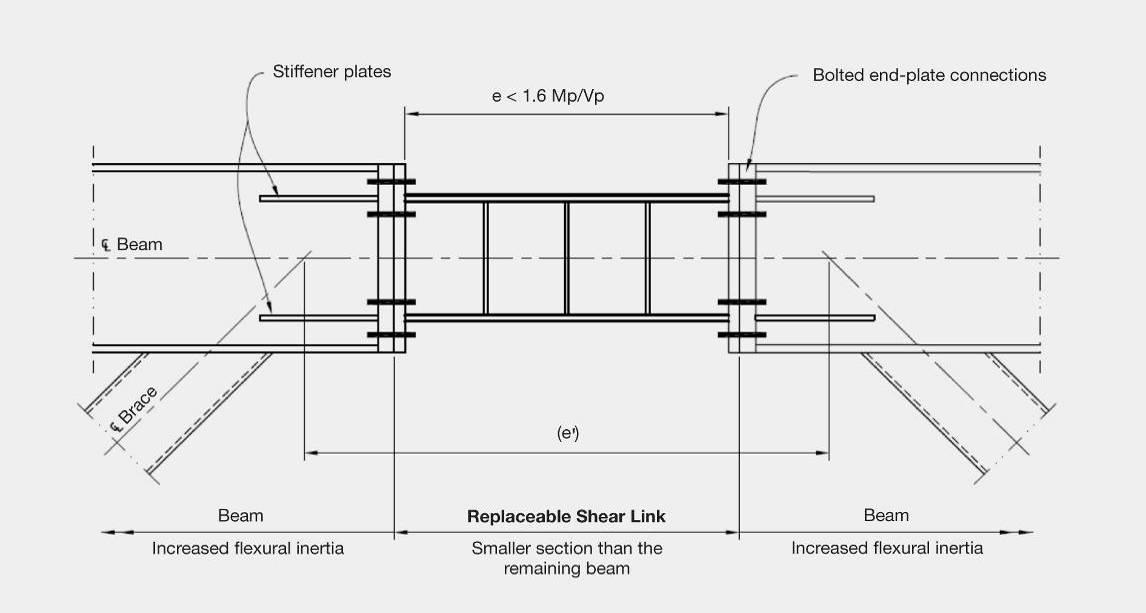 Stiffener plates
Bolted end-plate connections
e < 1.6 Mp/Vp
℄ Beam
℄ Brace
(e')
Beam
Replaceable Shear Link
Beam
Increased flexural inertia
Smaller section than the
remaining beam
Increased flexural inertia